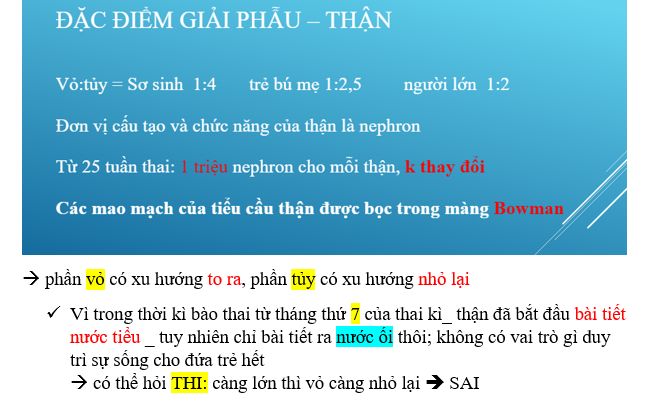 ĐẶC ĐIỂM GIẢI PHẪU – THẬN
Vỏ:tủy = Sơ sinh 1:4 trẻ bú mẹ 1:2,5 người lớn 1:2
Đơn vị cấu tạo và chức năng của thận là nephron
Từ 25 tuần thai: 1 triệu nephron cho mỗi thận, k thay đổi
Các mao mạch của tiểu cầu thận được bọc trong màng Bowman
→ phần vỏ có xu hướng to ra, phần tủy có xu hướng nhỏ lại
✓ Vì trong thời kì bào thai từ tháng thứ 7 của thai kì_ thận đã bắt đầu bài tiết
nước tiểu _ tuy nhiên chỉ bài tiết ra nước ối thôi; không có vai trò gì duy
trì sự sống cho đứa trẻ hết
→ có thể hỏi THI: càng lớn thì vỏ càng nhỏ lại ➔ SAI